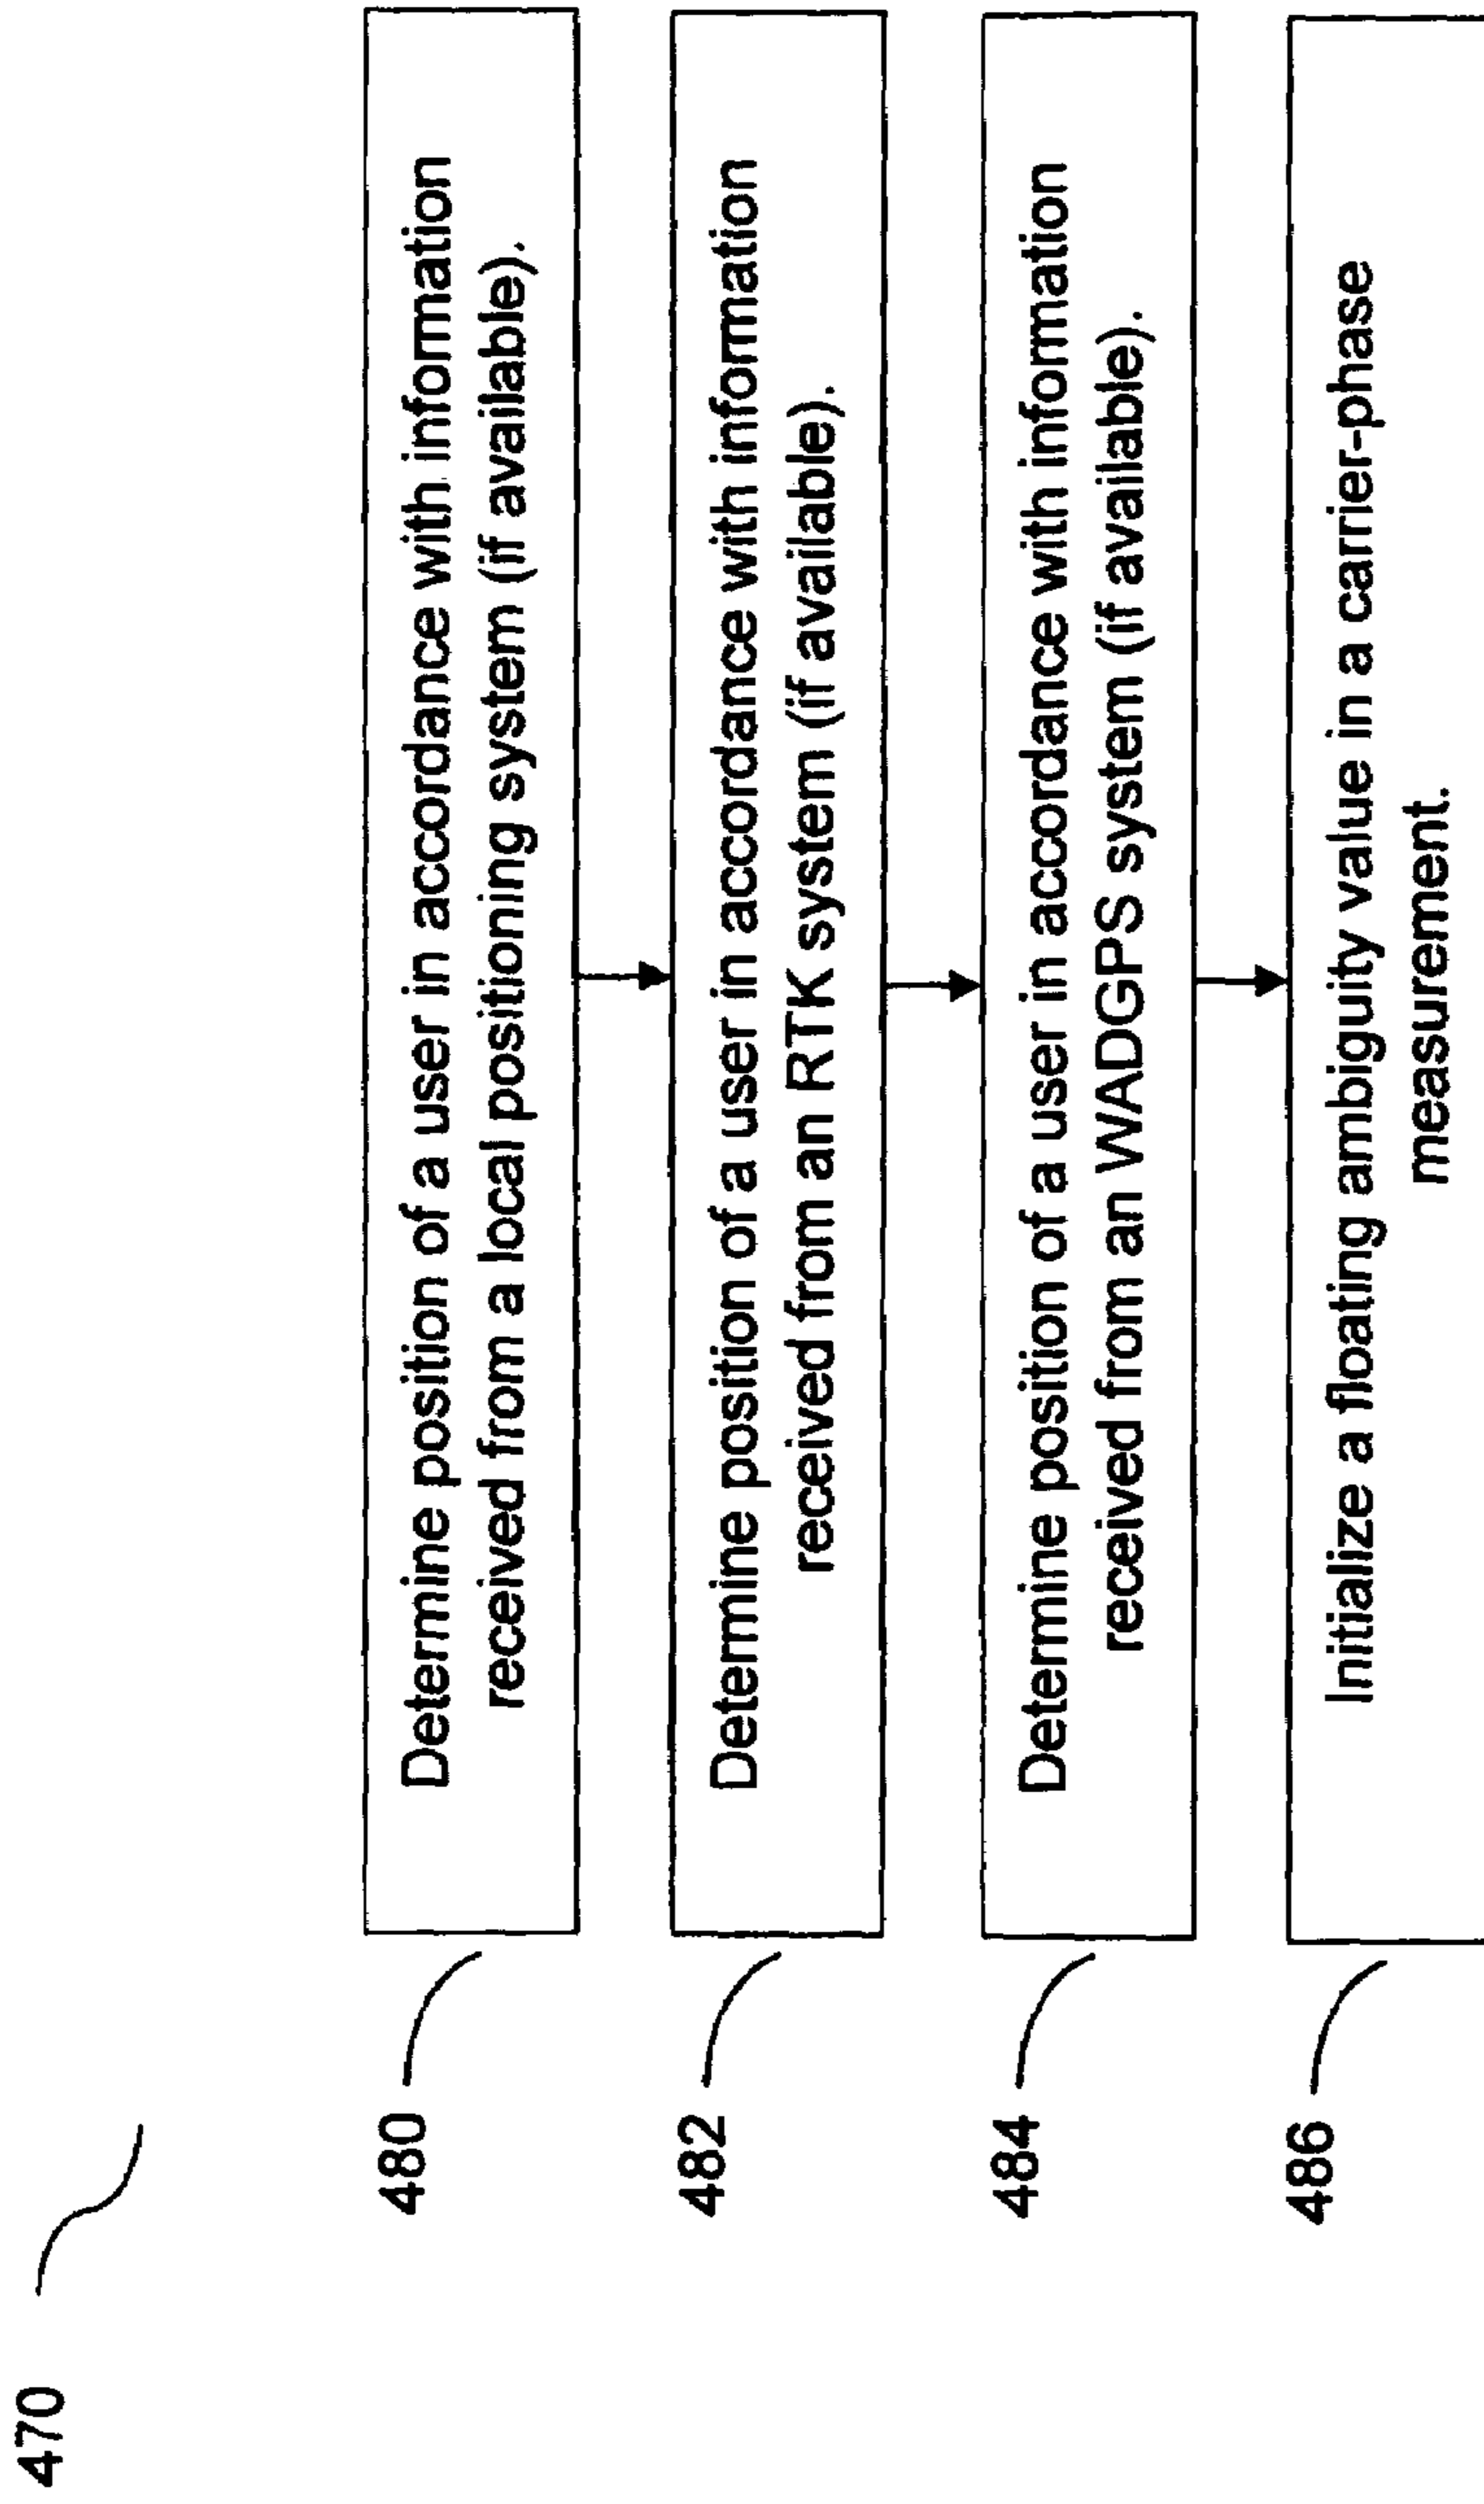 470
480
Determine position of a user in accordance with information
received from a local positioning system (if available).
482
Determine position of a user in accordance with information
received from an RTK system (if available).
484
Determine position of a user in accordance with information
received from an WADGPS system (if available).
486
Initialize a floating ambiguity value in a carrier-phase
measurement.